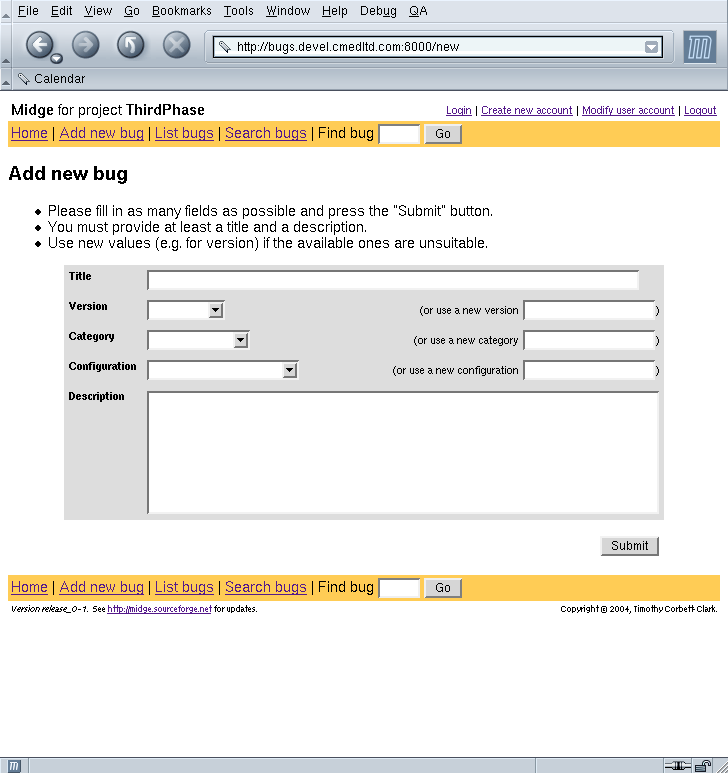 File Edit View Go Bookmarks Tools Window Help Debug QA
http://bugs.devel.cmedltd.com:8000/new
Calendar
Midge for project ThirdPhase
Login | Create new account | Modify user account | Logout
Home | Add new bug | List bugs | Search bugs | Find bug Go
Add new bug
• Please fill in as many fields as possible and press the "Submit" button.
• You must provide at least a title and a description.
• Use new values (e.g. for version) if the available ones are unsuitable.
Title
Version (or use a new version )
Category (or use a new category )
Configuration (or use a new configuration )
Description
Submit
Home | Add new bug | List bugs | Search bugs | Find bug Go
Version release_0-1. See http://midge.sourceforge.net for updates. Copyright © 2004, Timothy Corbett-Clark.